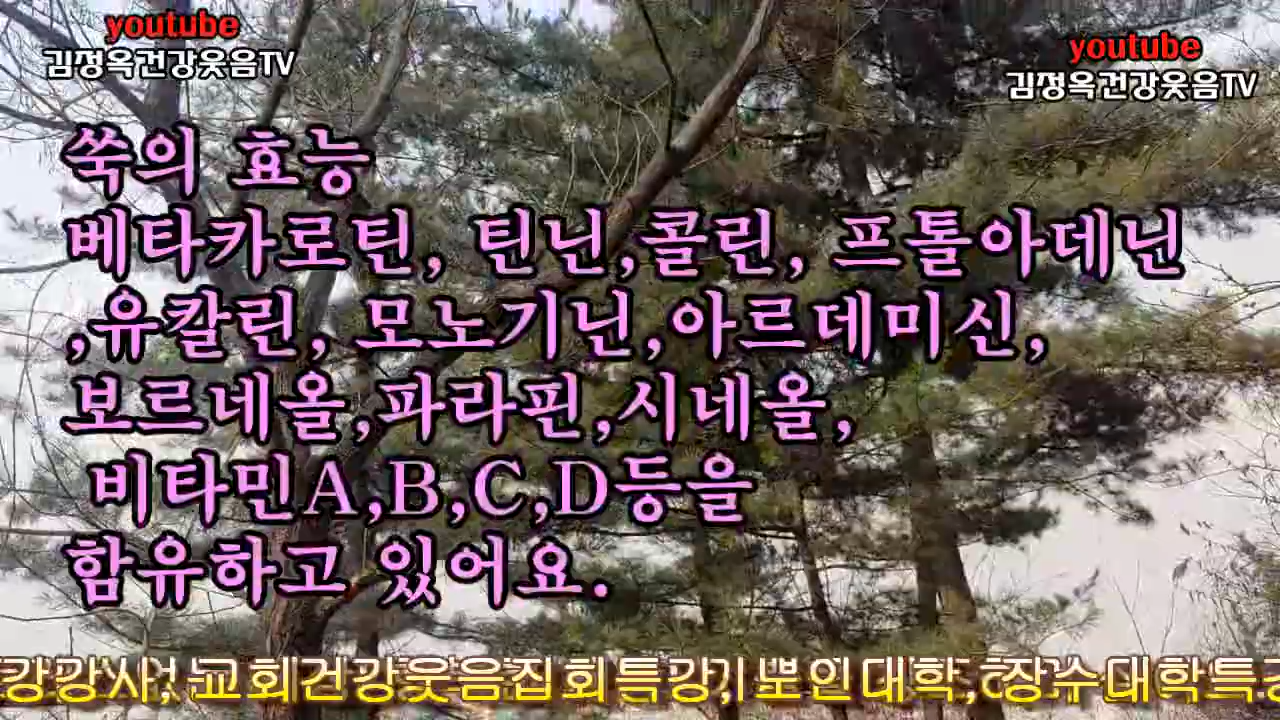 youtube
김정옥건강웃음TV
youtube
김정옥건강웃음TV
쑥의 효능
베타카로틴, 틴닌,콜린, 프톨아데닌
,유칼린, 모노기닌,아르데미신,
보르네올,파라핀,시네올,
비타민A,B,C,D등을
함유하고 있어요.
강강사, 교회건강웃음집회특강, 뽀인대학, 장수대학특강